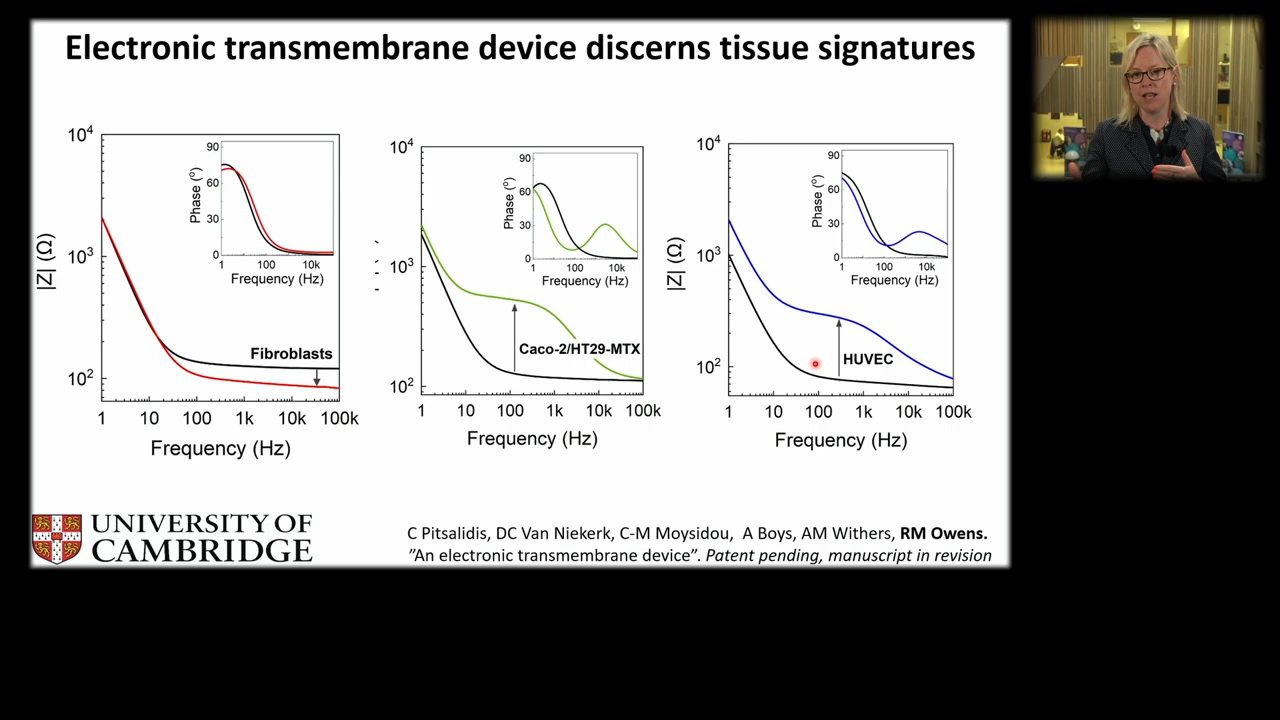 Electronic transmembrane device discerns tissue signatures
10⁴
10³
10²
|Z| (Ω)
1 10 100 1k 10k 100k
Frequency (Hz)
Fibroblasts
90
60
30
0
Phase (°)
1 100 10k
Frequency (Hz)
10⁴
10³
10²
1 10 100 1k 10k 100k
Frequency (Hz)
Caco-2/HT29-MTX
90
60
30
0
Phase (°)
1 100 10k
Frequency (Hz)
10⁴
10³
10²
|Z| (Ω)
1 10 100 1k 10k 100k
Frequency (Hz)
HUVEC
90
60
30
0
Phase (°)
1 100 10k
Frequency (Hz)
UNIVERSITY OF
CAMBRIDGE
C Pitsalidis, DC Van Niekerk, C-M Moysidou, A Boys, AM Withers, RM Owens.
”An electronic transmembrane device”. Patent pending, manuscript in revision